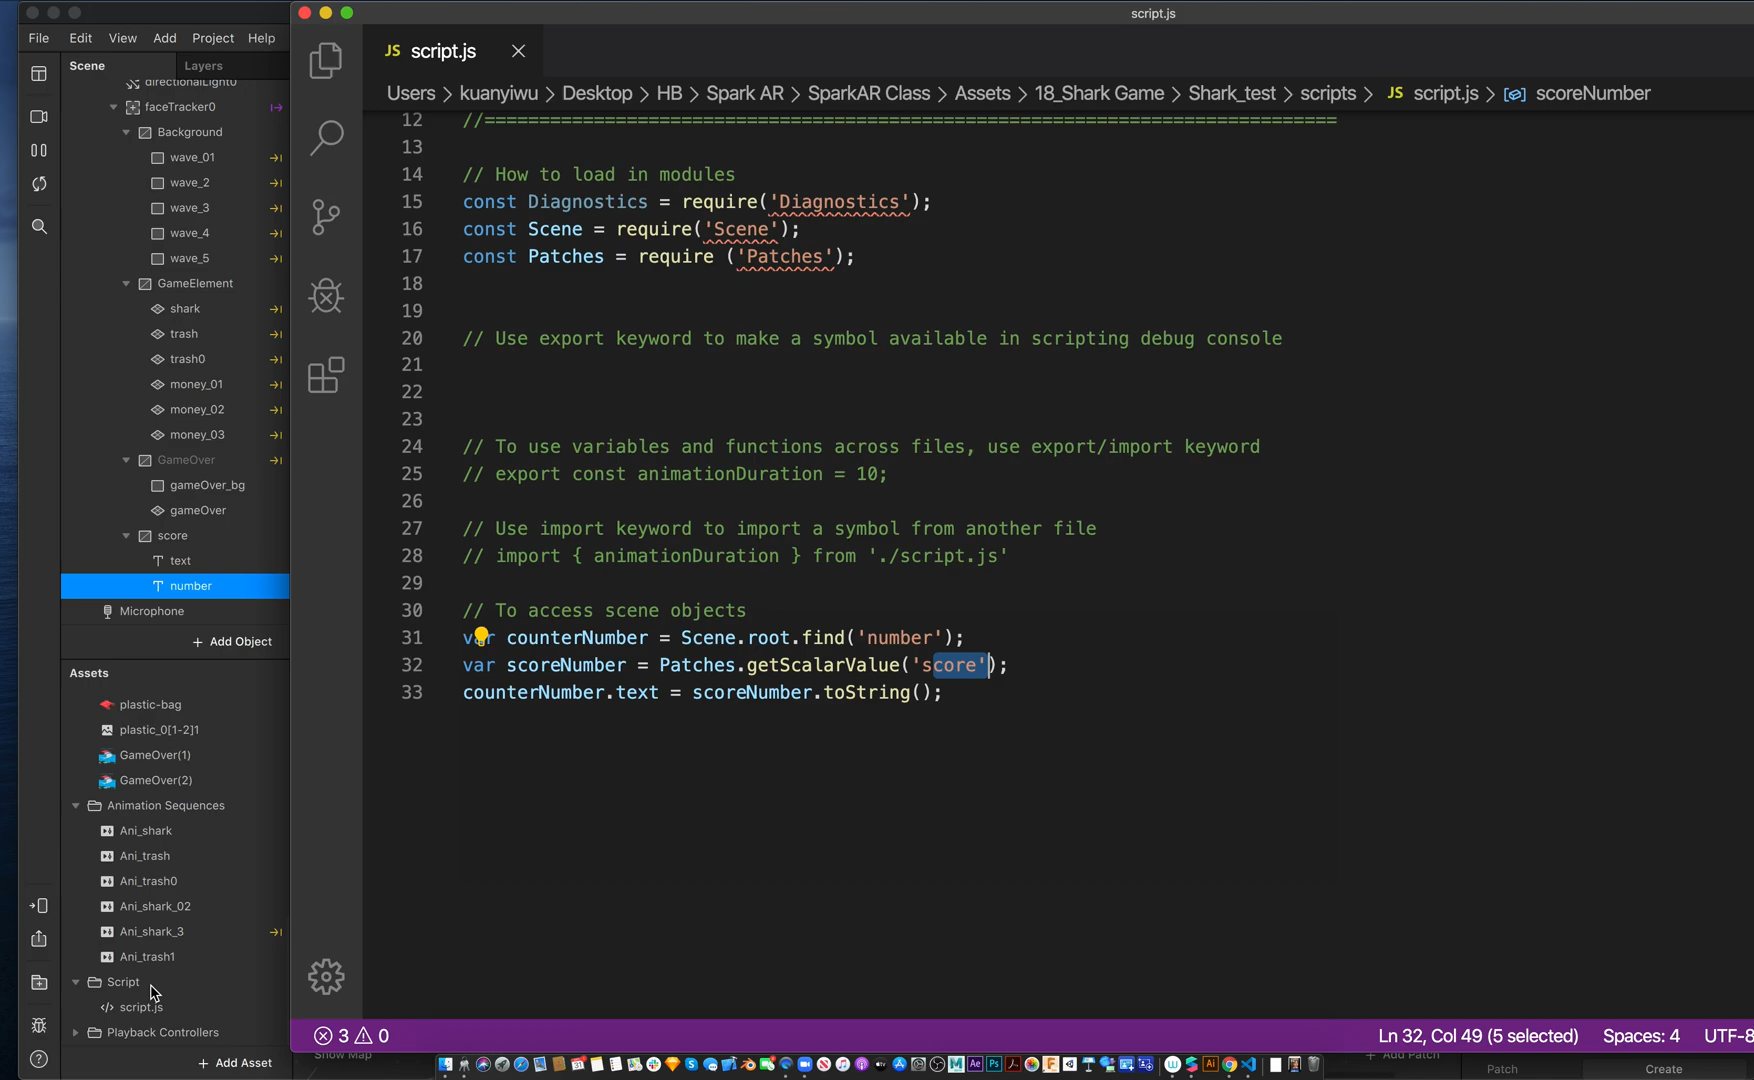 script.js
File Edit View Add Project Help
Scene Layers
directionalLight0
faceTracker0
Background
wave_01
wave_2
wave_3
wave_4
wave_5
GameElement
shark
trash
trash0
money_01
money_02
money_03
GameOver
gameOver_bg
gameOver
score
text
number
Microphone
+ Add Object
Assets
plastic-bag
plastic_0[1-2]1
GameOver(1)
GameOver(2)
Animation Sequences
Ani_shark
Ani_trash
Ani_trash0
Ani_shark_02
Ani_shark_3
Ani_trash1
Script
script.js
Playback Controllers
+ Add Asset
JS script.js
Users > kuanyiwu > Desktop > HB > Spark AR > SparkAR Class > Assets > 18_Shark Game > Shark_test > scripts > JS script.js > scoreNumber
12 //==============================================================================
13
14 // How to load in modules
15 const Diagnostics = require('Diagnostics');
16 const Scene = require('Scene');
17 const Patches = require ('Patches');
18
19
20 // Use export keyword to make a symbol available in scripting debug console
21
22
23
24 // To use variables and functions across files, use export/import keyword
25 // export const animationDuration = 10;
26
27 // Use import keyword to import a symbol from another file
28 // import { animationDuration } from './script.js'
29
30 // To access scene objects
31 var counterNumber = Scene.root.find('number');
32 var scoreNumber = Patches.getScalarValue('score');
33 counterNumber.text = scoreNumber.toString();
3 0
Ln 32, Col 49 (5 selected) Spaces: 4 UTF-8
Show Map
+ Add Patch
Patch Create